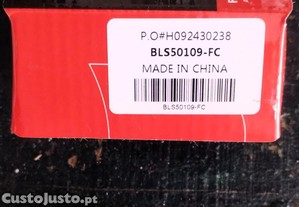 P.O#H092430238
BLS50109-FC
MADE IN CHINA
BLS50109-FC
CustoJusto.pt